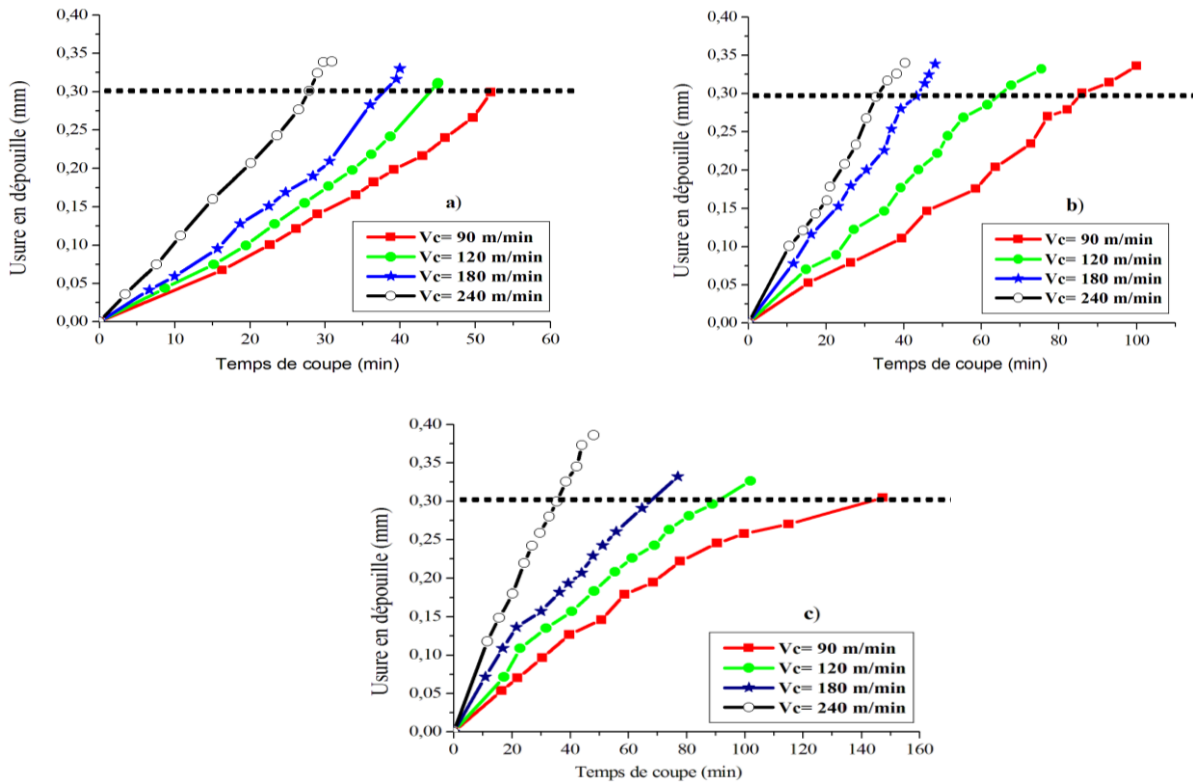 0,40
0,35
0,30
0,25
0,20
0,15
0,10
0,05
0,00
Usure en dépouille (mm)
a)
Vc= 90 m/min
Vc= 120 m/min
Vc= 180 m/min
Vc= 240 m/min
0 10 20 30 40 50 60
Temps de coupe (min)
0,40
0,35
0,30
0,25
0,20
0,15
0,10
0,05
0,00
Usure en dépouille (mm)
b)
Vc= 90 m/min
Vc= 120 m/min
Vc= 180 m/min
Vc= 240 m/min
0 20 40 60 80 100
Temps de coupe (min)
0,40
0,35
0,30
0,25
0,20
0,15
0,10
0,05
0,00
Usure en dépouille (mm)
c)
Vc= 90 m/min
Vc= 120 m/min
Vc= 180 m/min
Vc= 240 m/min
0 20 40 60 80 100 120 140 160
Temps de coupe (min)